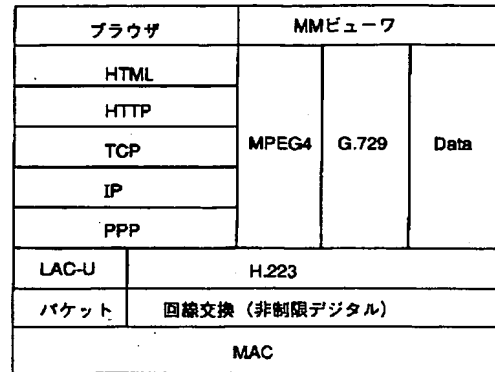 ブラウザ MMビューワ
HTML
HTTP
TCP MPEG4 G.729 Data
IP
PPP
LAC-U H.223
パケット 回線交換（非制限デジタル）
MAC